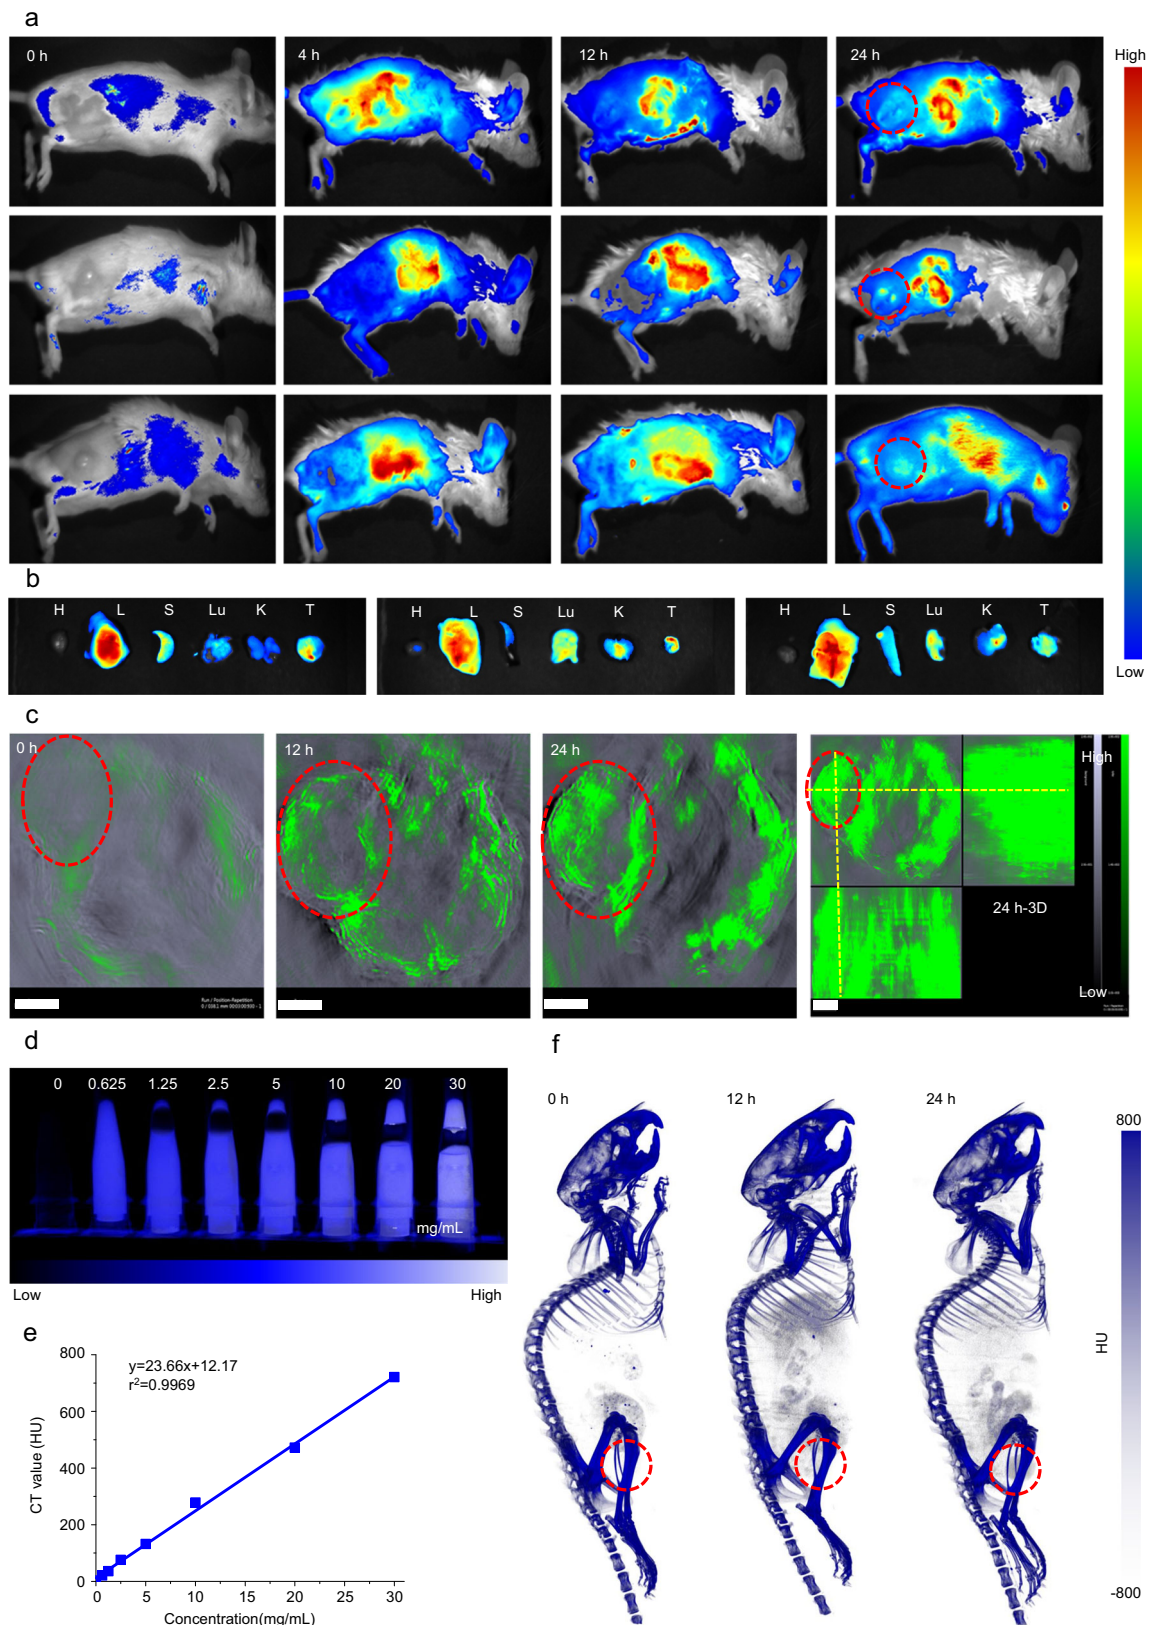 a
0 h
4 h
12 h
24 h
High
Low
b
H L S Lu K T
H L S Lu K T
H L S Lu K T
c
0 h
12 h
24 h
High
24 h-3D
Low
Run / Position-Repetition
d
0 0.625 1.25 2.5 5 10 20 30
mg/mL
Low
High
e
y=23.66x+12.17
r²=0.9969
800
600
400
200
0
CT value (HU)
0 5 10 15 20 25 30
Concentration(mg/mL)
f
0 h
12 h
24 h
800
HU
-800